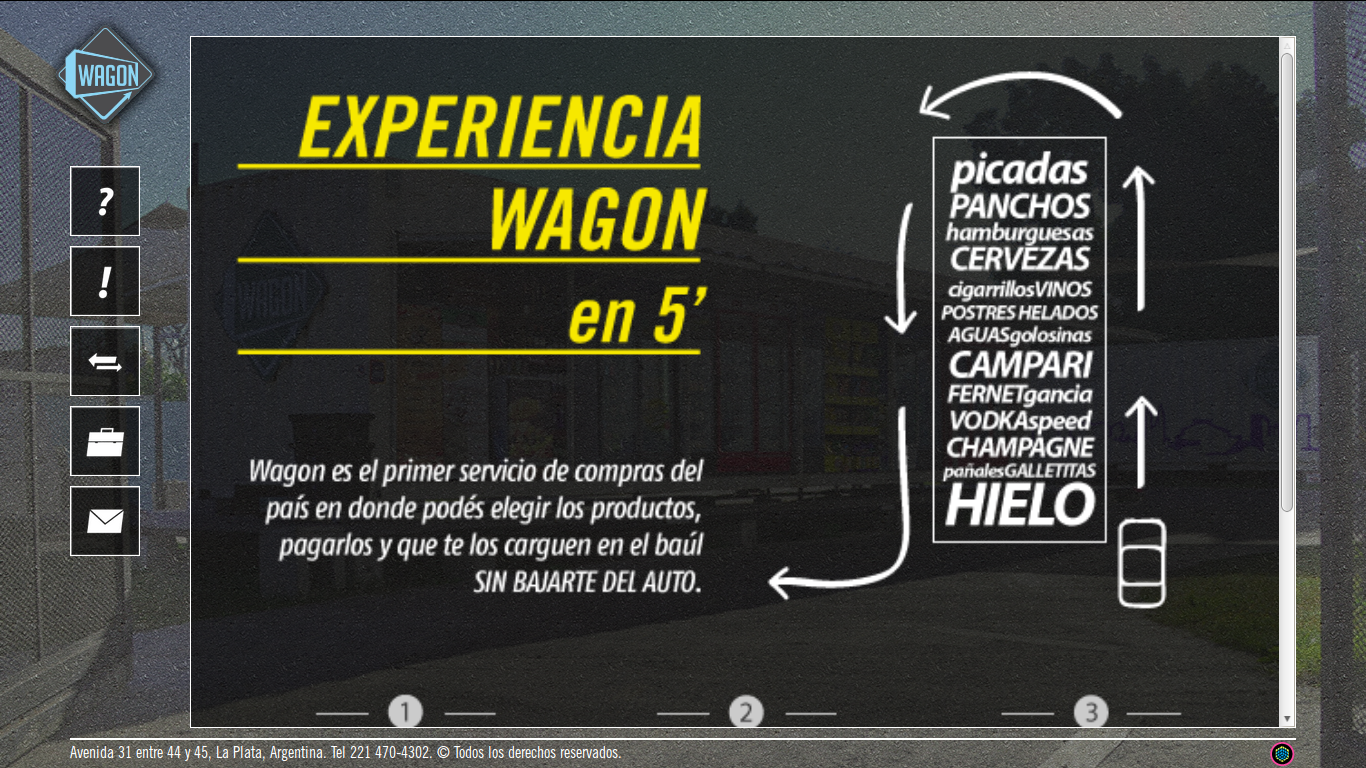 WAGON
EXPERIENCIA
WAGON
en 5’
Wagon es el primer servicio de compras del
país en donde podés elegir los productos,
pagarlos y que te los carguen en el baúl
SIN BAJARTE DEL AUTO.
picadas
PANCHOS
hamburguesas
CERVEZAS
cigarrillosVINOS
POSTRES HELADOS
AGUASgolosinas
CAMPARI
FERNETgancia
VODKAspeed
CHAMPAGNE
pañalesGALLETITAS
HIELO
?
!
WAGON
1 2 3
Avenida 31 entre 44 y 45, La Plata, Argentina. Tel 221 470-4302. © Todos los derechos reservados.